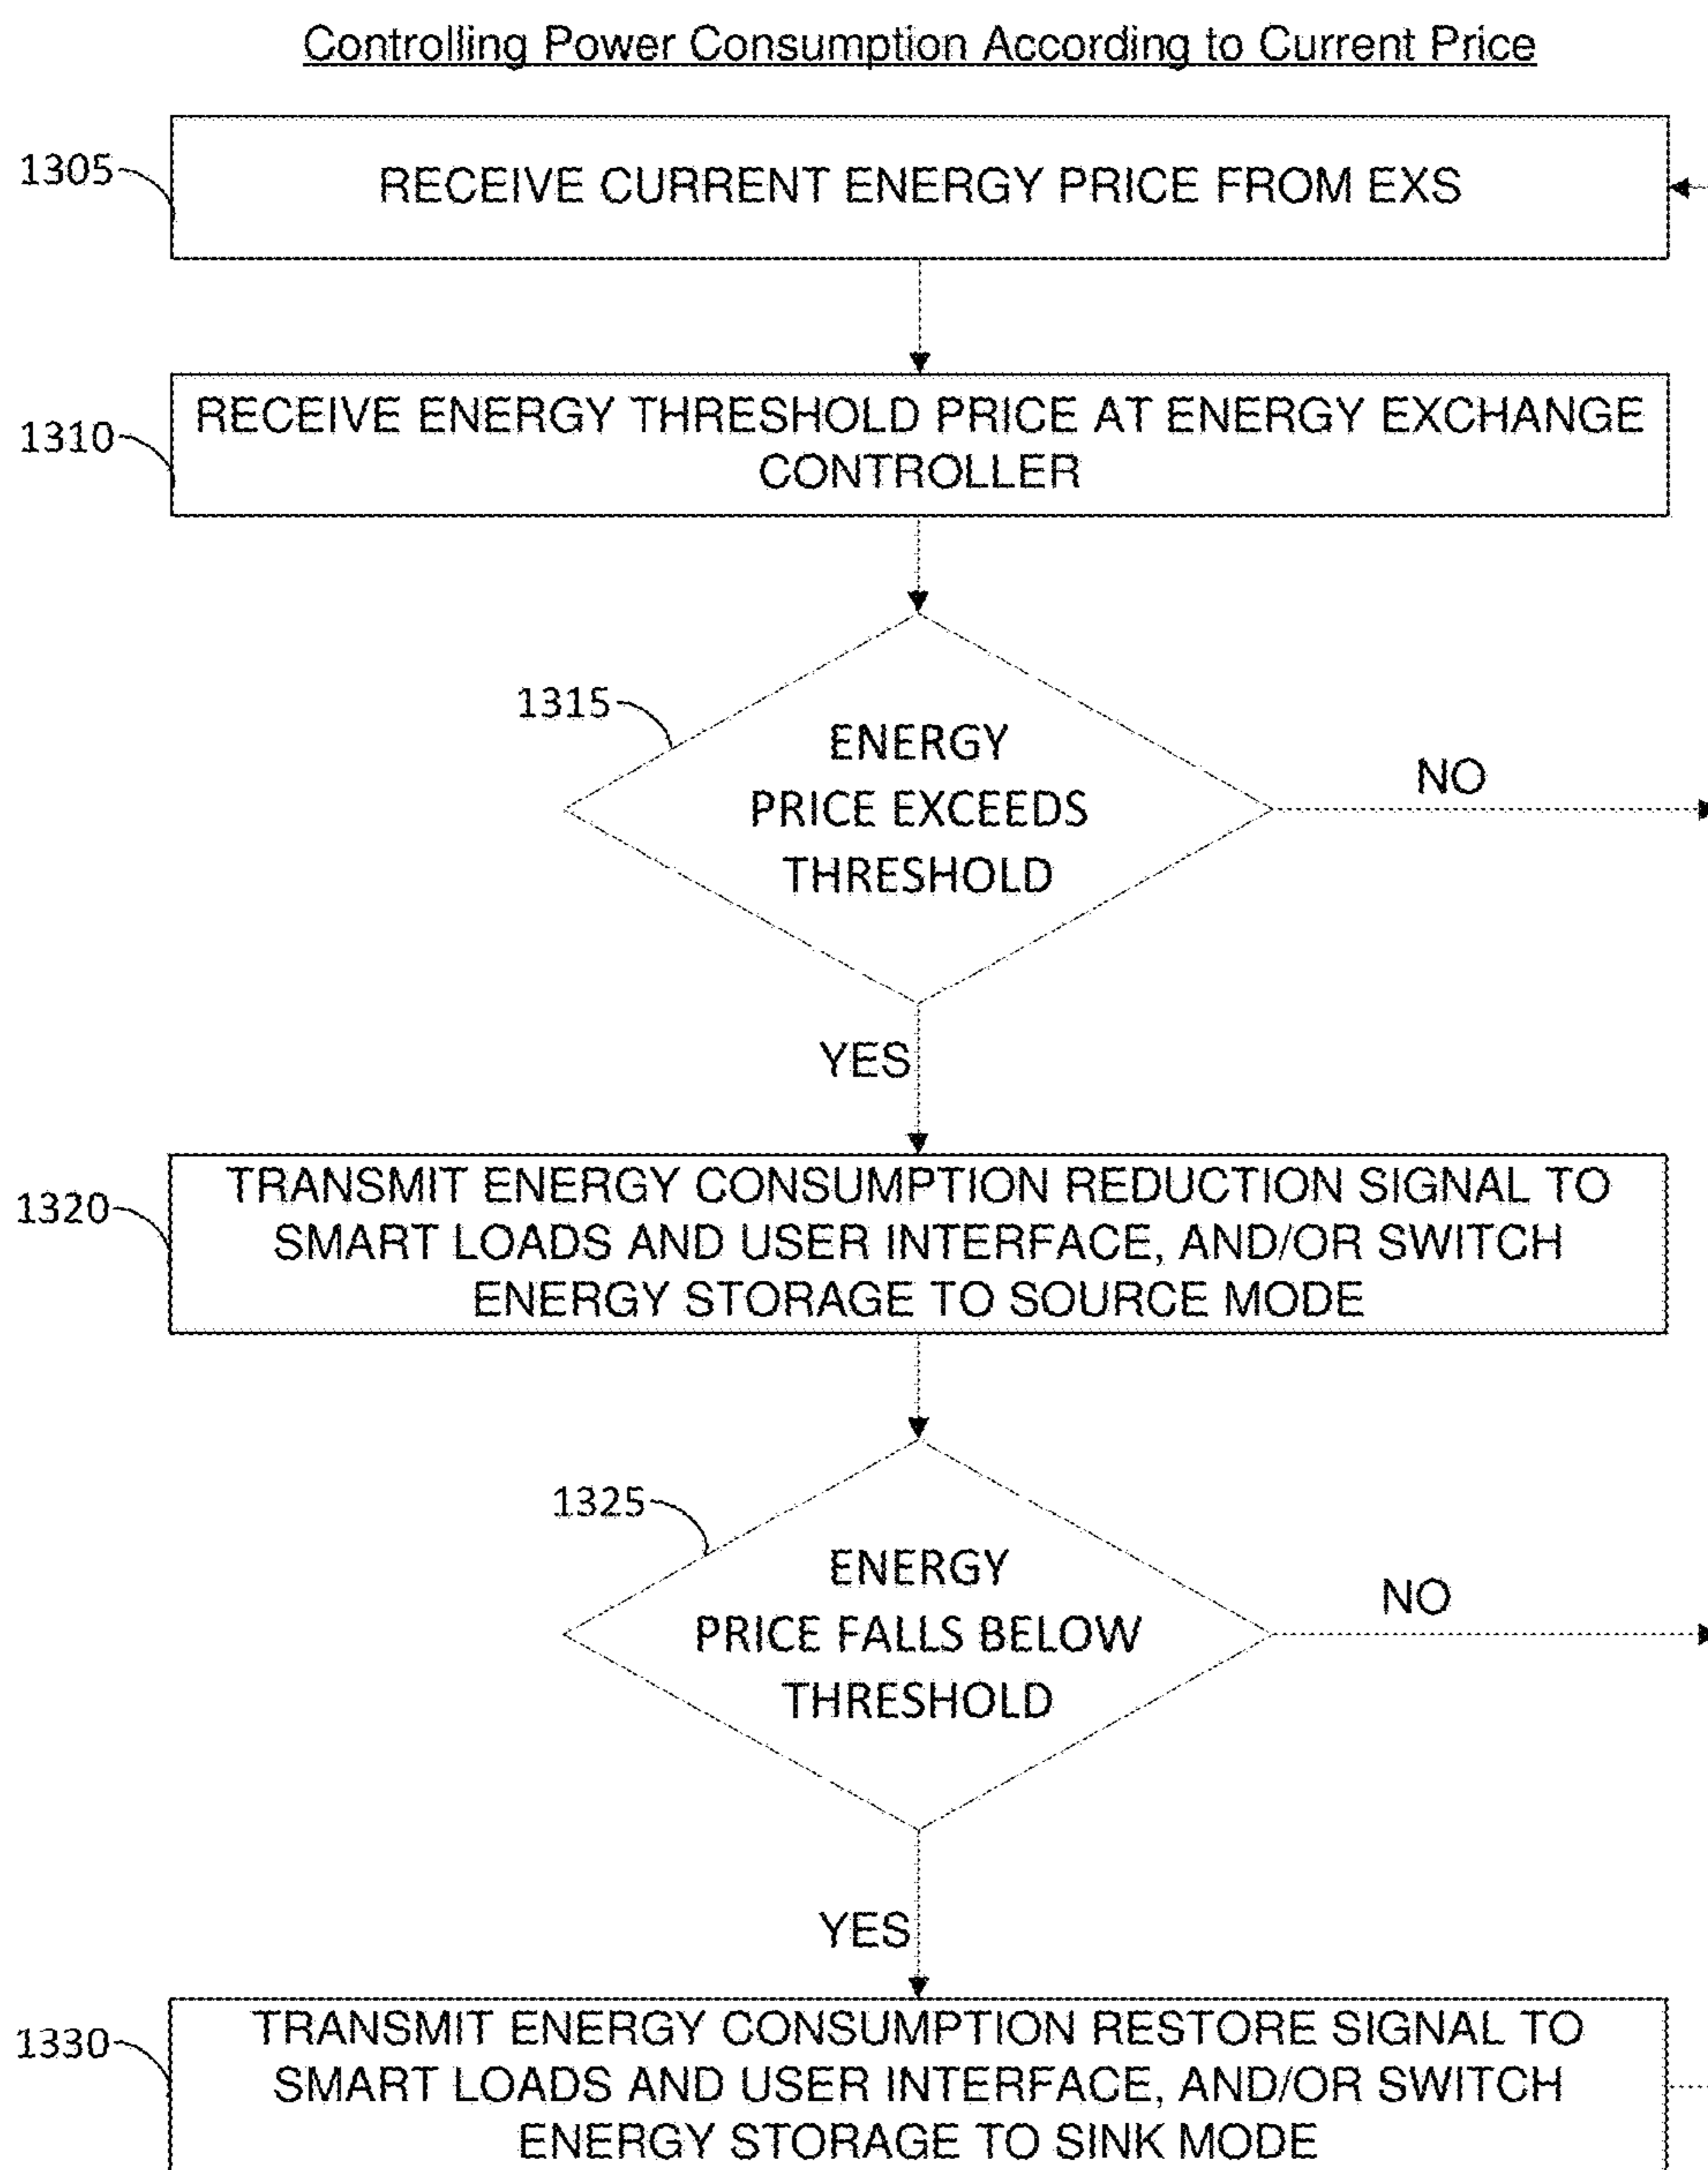 Controlling Power Consumption According to Current Price
1305
RECEIVE CURRENT ENERGY PRICE FROM EXS
1310
RECEIVE ENERGY THRESHOLD PRICE AT ENERGY EXCHANGE
CONTROLLER
1315
ENERGY
PRICE EXCEEDS
THRESHOLD
NO
YES
1320
TRANSMIT ENERGY CONSUMPTION REDUCTION SIGNAL TO
SMART LOADS AND USER INTERFACE, AND/OR SWITCH
ENERGY STORAGE TO SOURCE MODE
1325
ENERGY
PRICE FALLS BELOW
THRESHOLD
NO
YES
1330
TRANSMIT ENERGY CONSUMPTION RESTORE SIGNAL TO
SMART LOADS AND USER INTERFACE, AND/OR SWITCH
ENERGY STORAGE TO SINK MODE